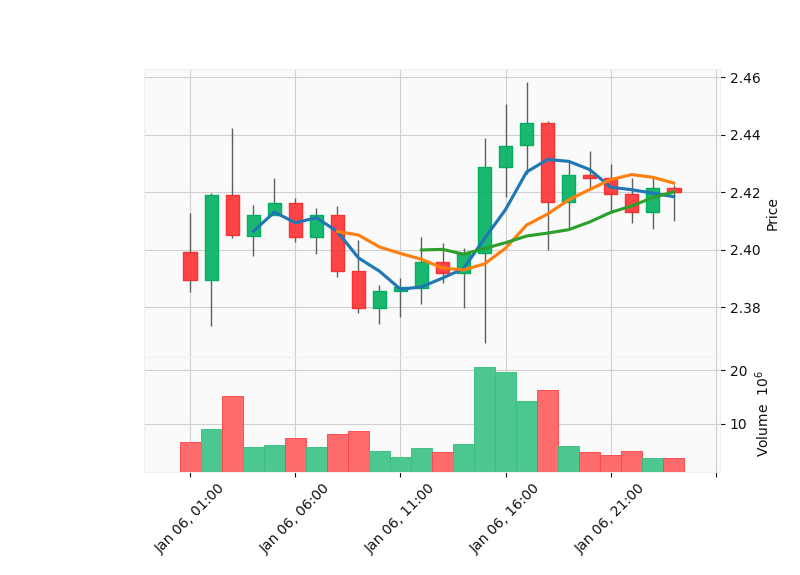 2.46
2.44
2.42
2.40
2.38
Price
20
10
Volume 10^6
Jan 06, 01:00
Jan 06, 06:00
Jan 06, 11:00
Jan 06, 16:00
Jan 06, 21:00